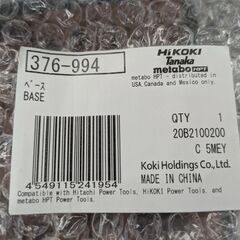 376-994
HiKOKI
Tanaka
metabo HPT
metabo HPT - distributed in
USA, Canada and Mexico only.
ベース
BASE
QTY 1
20B2100200
C 5MEY
4549115241954
Koki Holdings Co., Ltd.
MADE IN CHINA
Compatible with Hitachi Power Tools, HiKOKI Power Tools, and
metabo HPT Power Tools.